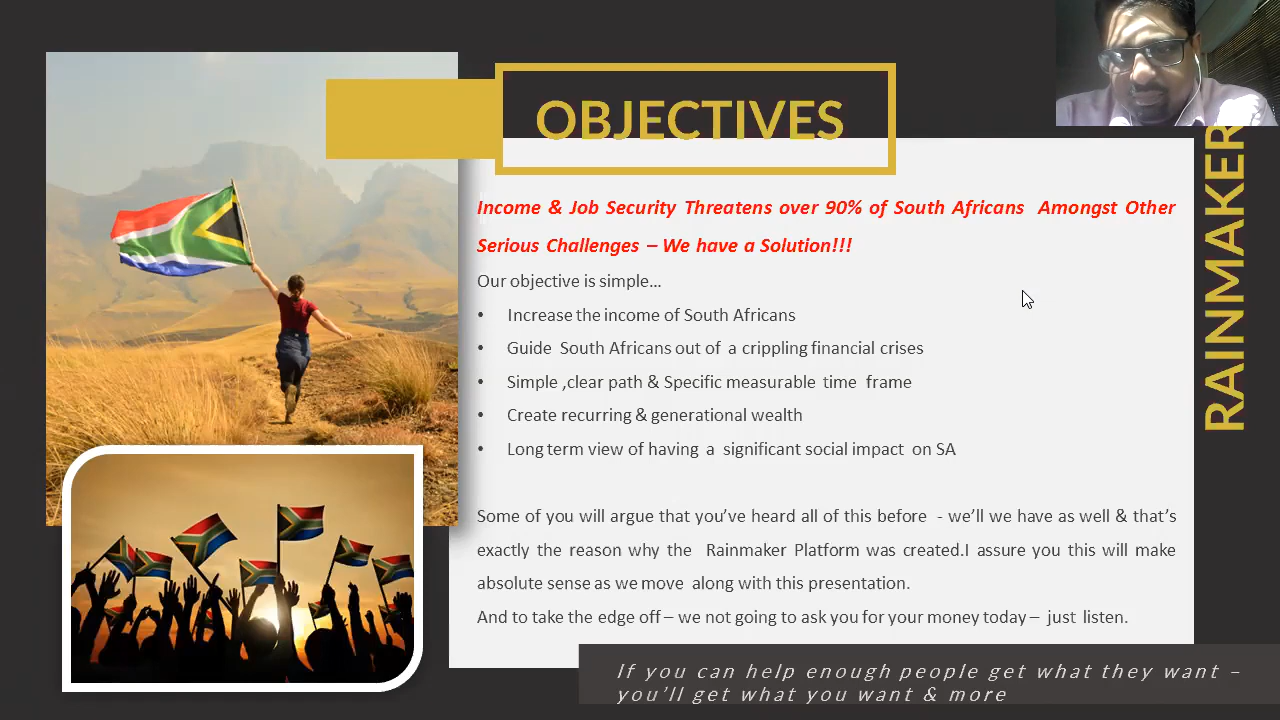 OBJECTIVES
RAINMAKER
Income & Job Security Threatens over 90% of South Africans Amongst Other
Serious Challenges – We have a Solution!!!
Our objective is simple…
• Increase the income of South Africans
• Guide South Africans out of a crippling financial crises
• Simple ,clear path & Specific measurable time frame
• Create recurring & generational wealth
• Long term view of having a significant social impact on SA
Some of you will argue that you’ve heard all of this before - we’ll we have as well & that’s
exactly the reason why the Rainmaker Platform was created.I assure you this will make
absolute sense as we move along with this presentation.
And to take the edge off – we not going to ask you for your money today – just listen.
If you can help enough people get what they want –
you’ll get what you want & more